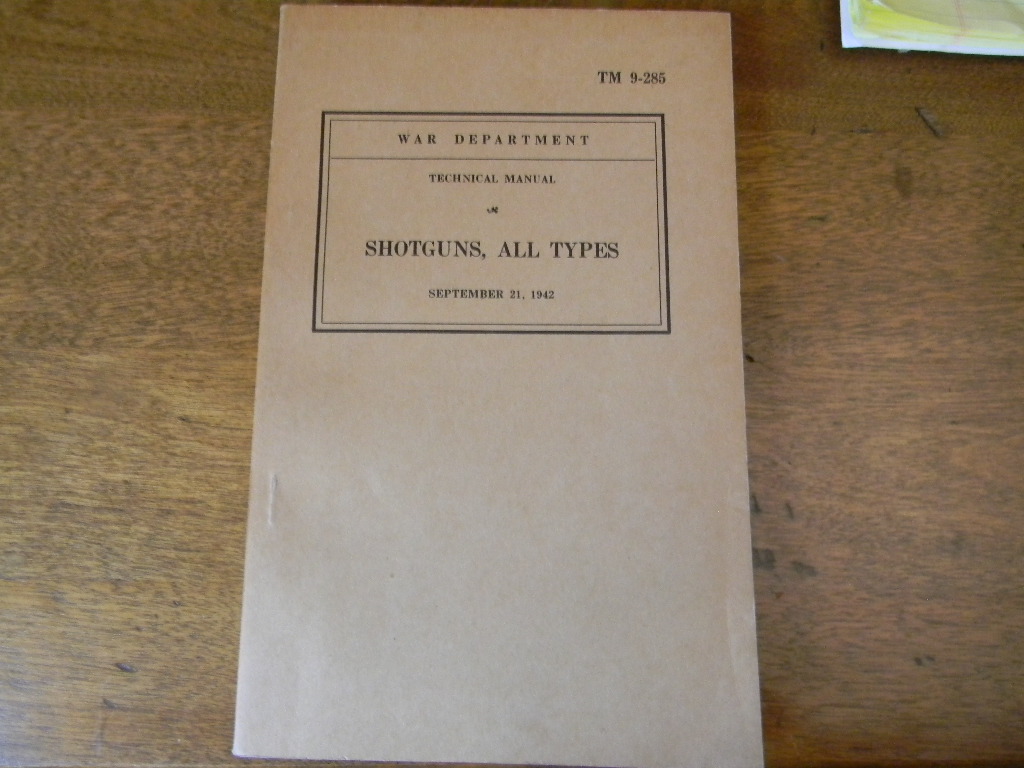 TM 9-285
WAR DEPARTMENT
TECHNICAL MANUAL
SHOTGUNS, ALL TYPES
SEPTEMBER 21, 1942